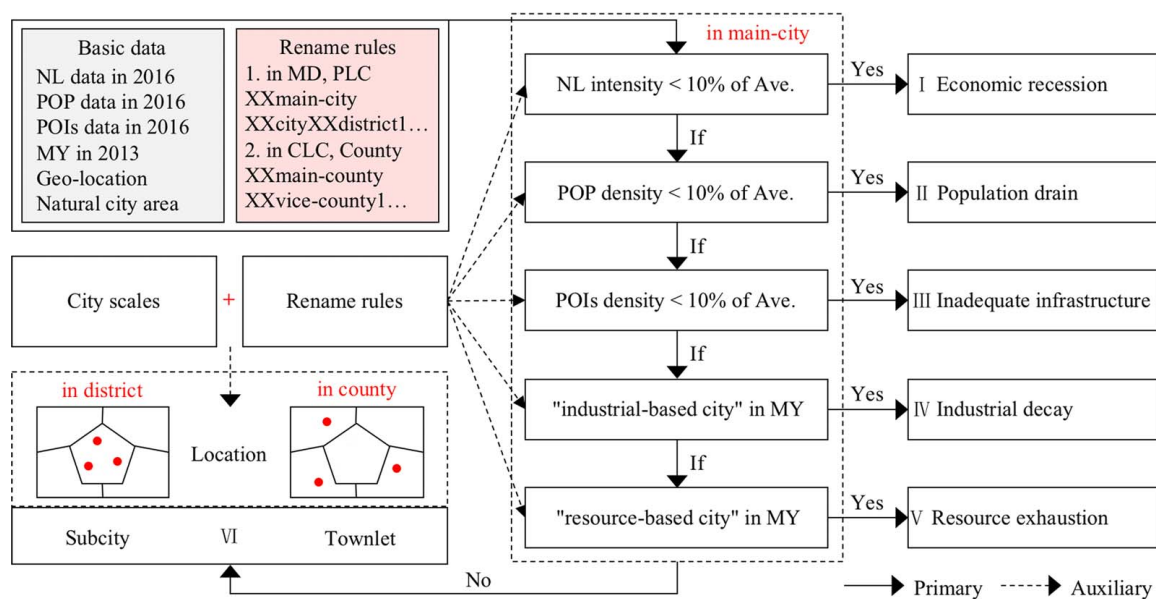 Basic data
NL data in 2016
POP data in 2016
POIs data in 2016
MY in 2013
Geo-location
Natural city area
Rename rules
1. in MD, PLC
XXmain-city
XXcityXXdistrict1…
2. in CLC, County
XXmain-county
XXvice-county1…
City scales
+
Rename rules
in district
in county
Location
Subcity
Ⅵ
Townlet
No
in main-city
NL intensity < 10% of Ave.
Yes
Ⅰ Economic recession
If
POP density < 10% of Ave.
Yes
Ⅱ Population drain
If
POIs density < 10% of Ave.
Yes
Ⅲ Inadequate infrastructure
If
"industrial-based city" in MY
Yes
Ⅳ Industrial decay
If
"resource-based city" in MY
Yes
Ⅴ Resource exhaustion
Primary
Auxiliary